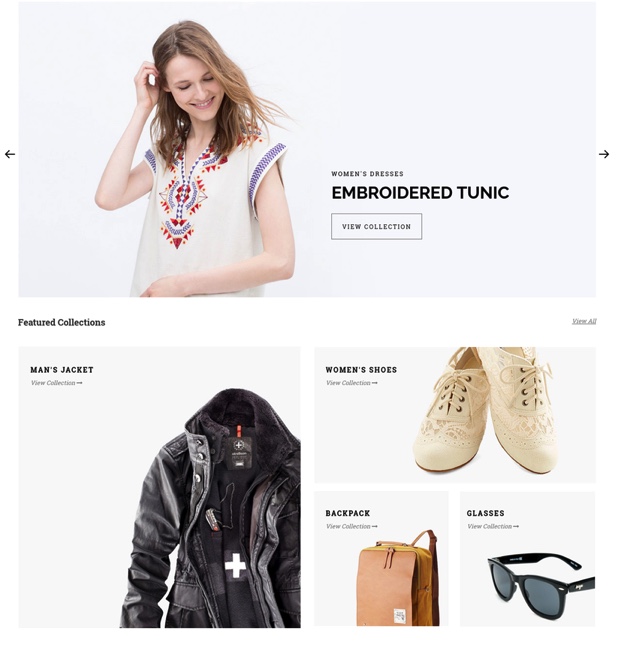 WOMEN'S DRESSES
EMBROIDERED TUNIC
VIEW COLLECTION
Featured Collections
View All
MAN'S JACKET
View Collection
WOMEN'S SHOES
View Collection
BACKPACK
View Collection
GLASSES
View Collection